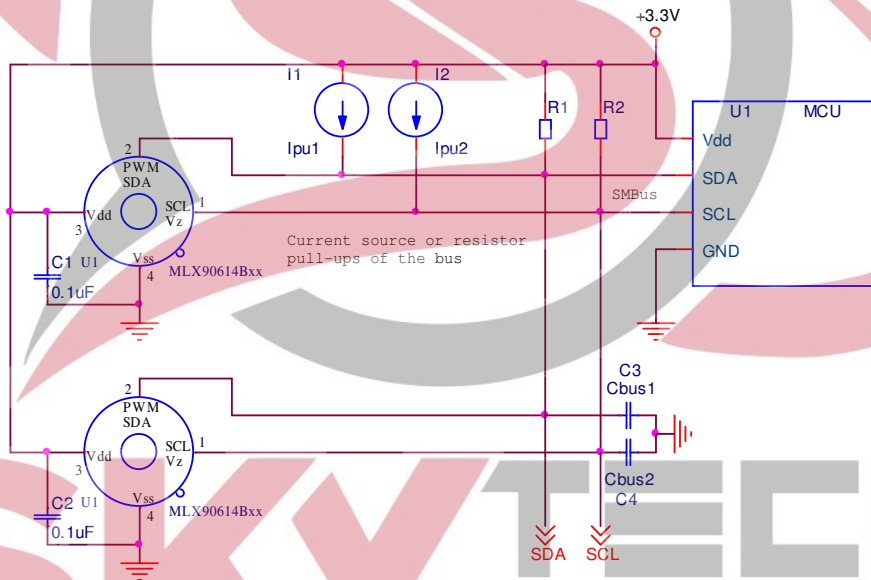 +3.3V
I1
I2
R1
R2
U1
MCU
Ipu1
Ipu2
Vdd
SDA
SCL
GND
SMBus
2
PWM
SDA
SCL
Vz
1
Vdd
3
Vss
4
C1
U1
MLX90614Bxx
0.1uF
Current source or resistor
pull-ups of the bus
2
PWM
SDA
SCL
Vz
1
Vdd
3
Vss
4
C2
U1
MLX90614Bxx
0.1uF
C3
Cbus1
Cbus2
C4
SDA
SCL
SKYTEC